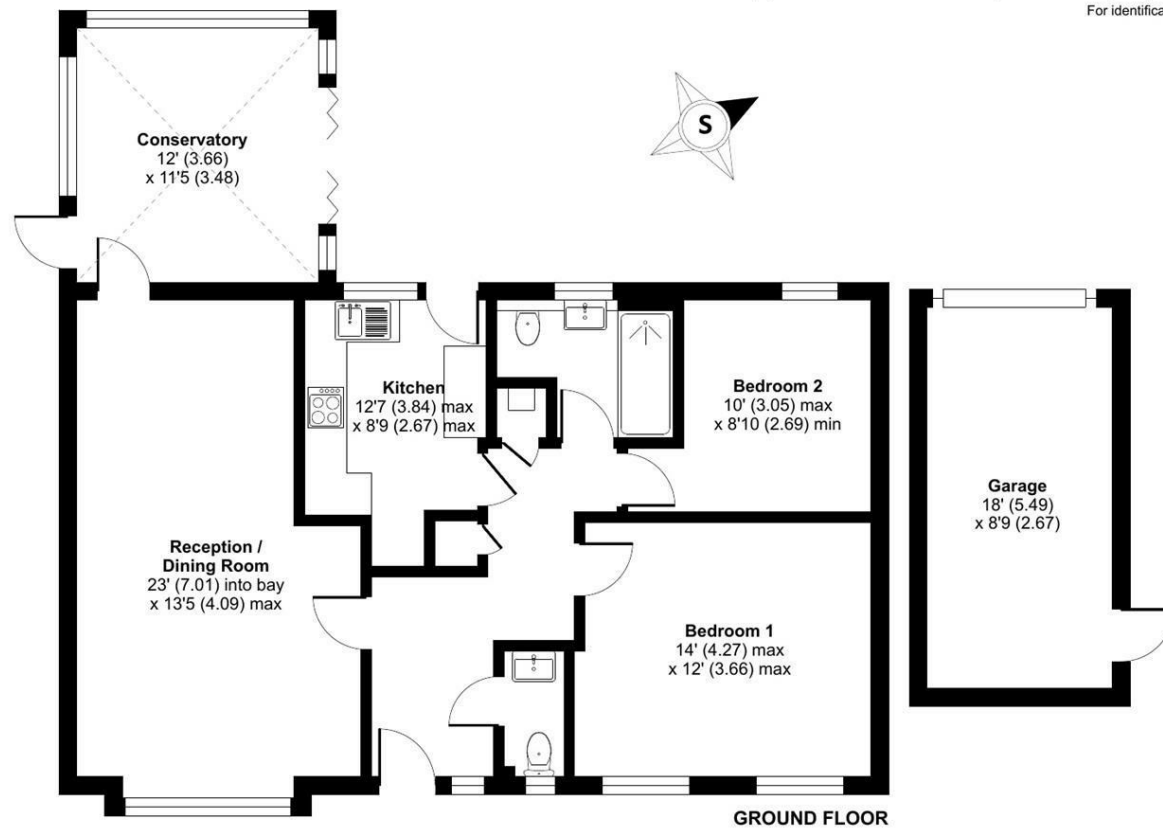 For identifica
S
Conservatory
12' (3.66)
x 11'5 (3.48)
Kitchen
12'7 (3.84) max
x 8'9 (2.67) max
Bedroom 2
10' (3.05) max
x 8'10 (2.69) min
Garage
18' (5.49)
x 8'9 (2.67)
Reception /
Dining Room
23' (7.01) into bay
x 13'5 (4.09) max
Bedroom 1
14' (4.27) max
x 12' (3.66) max
GROUND FLOOR